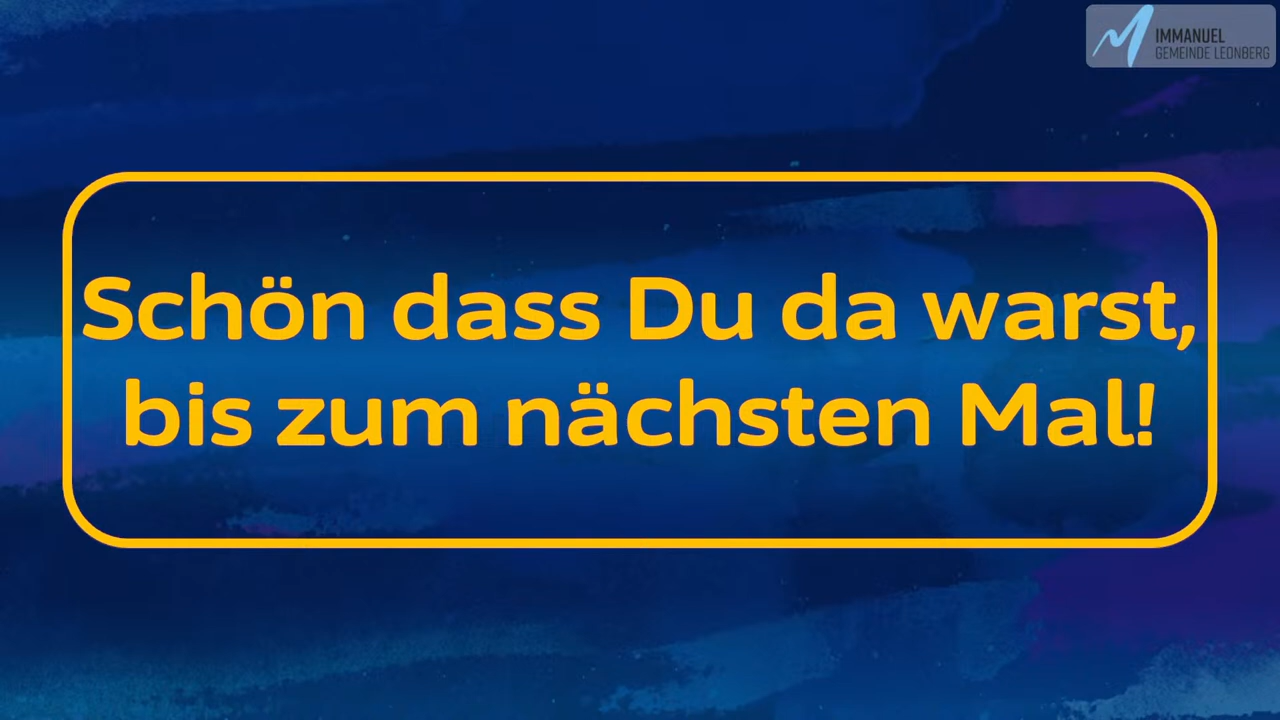 IMMANUEL
GEMEINDE LEONBERG
Schön dass Du da warst,
bis zum nächsten Mal!